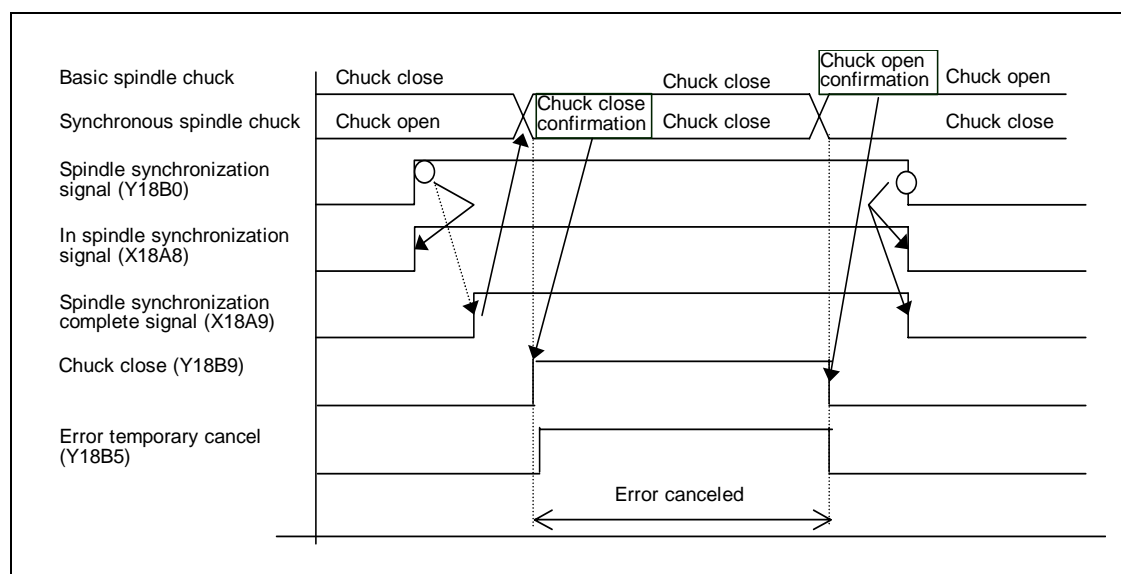 Basic spindle chuck
Chuck close
Chuck close
Chuck open
confirmation
Chuck open
Synchronous spindle chuck
Chuck open
Chuck close
confirmation
Chuck close
Chuck close
Spindle synchronization
signal (Y18B0)
In spindle synchronization
signal (X18A8)
Spindle synchronization
complete signal (X18A9)
Chuck close (Y18B9)
Error temporary cancel
(Y18B5)
Error canceled